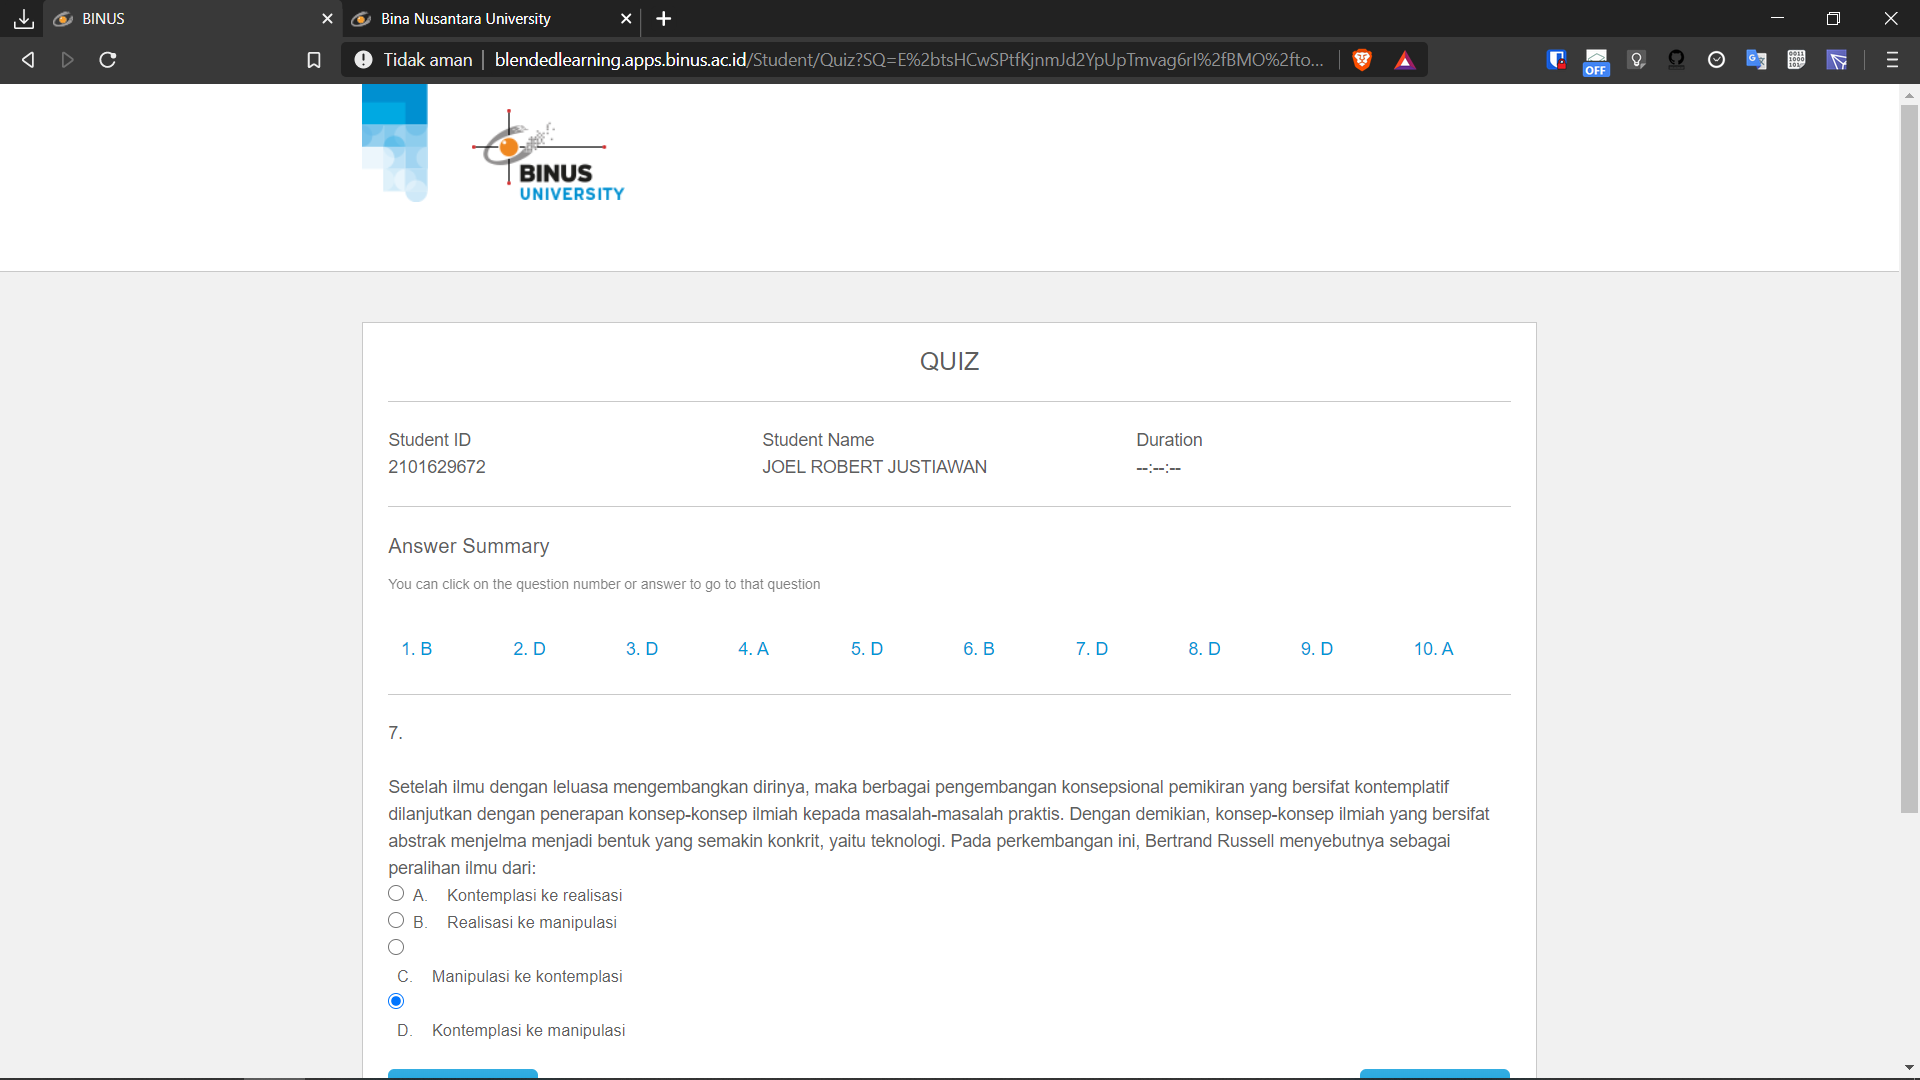 BINUS
Bina Nusantara University
Tidak aman
blendedlearning.apps.binus.ac.id/Student/Quiz?SQ=E%2btsHCwSPtfKjnmJd2YpUpTmvag6rI%2fBMO%2fto...
OFF
BINUS
UNIVERSITY
QUIZ
Student ID
Student Name
Duration
2101629672
JOEL ROBERT JUSTIAWAN
--:--:--
Answer Summary
You can click on the question number or answer to go to that question
1. B 2. D 3. D 4. A 5. D 6. B 7. D 8. D 9. D 10. A
7.
Setelah ilmu dengan leluasa mengembangkan dirinya, maka berbagai pengembangan konsepsional pemikiran yang bersifat kontemplatif
dilanjutkan dengan penerapan konsep-konsep ilmiah kepada masalah-masalah praktis. Dengan demikian, konsep-konsep ilmiah yang bersifat
abstrak menjelma menjadi bentuk yang semakin konkrit, yaitu teknologi. Pada perkembangan ini, Bertrand Russell menyebutnya sebagai
peralihan ilmu dari:
A. Kontemplasi ke realisasi
B. Realisasi ke manipulasi
C. Manipulasi ke kontemplasi
D. Kontemplasi ke manipulasi